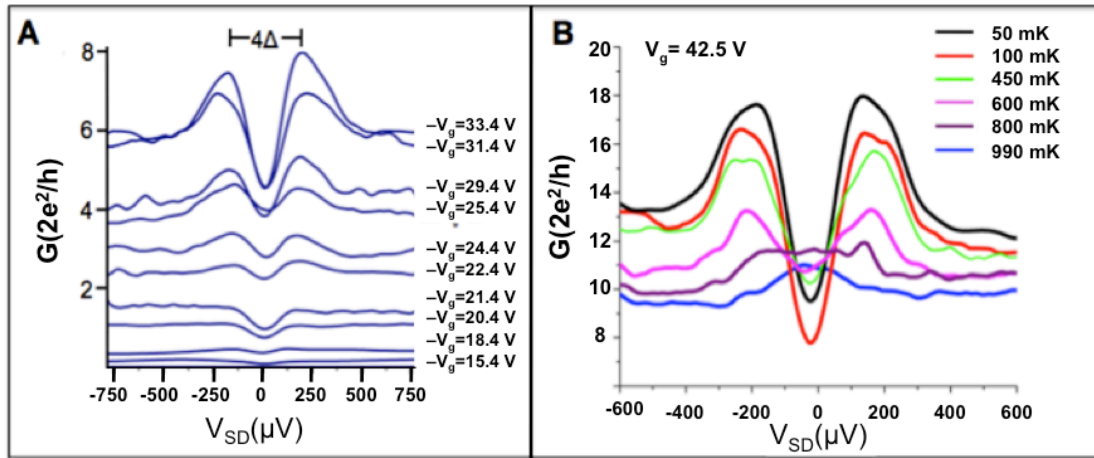 A
4Δ
8
6
4
2
G(2e²/h)
–Vg=33.4 V
–Vg=31.4 V
–Vg=29.4 V
–Vg=25.4 V
–Vg=24.4 V
–Vg=22.4 V
–Vg=21.4 V
–Vg=20.4 V
–Vg=18.4 V
–Vg=15.4 V
-750 -500 -250 0 250 500 750
VSD(µV)
B
Vg= 42.5 V
50 mK
100 mK
450 mK
600 mK
800 mK
990 mK
20
18
16
14
12
10
8
G(2e²/h)
-600 -400 -200 0 200 400 600
VSD(µV)